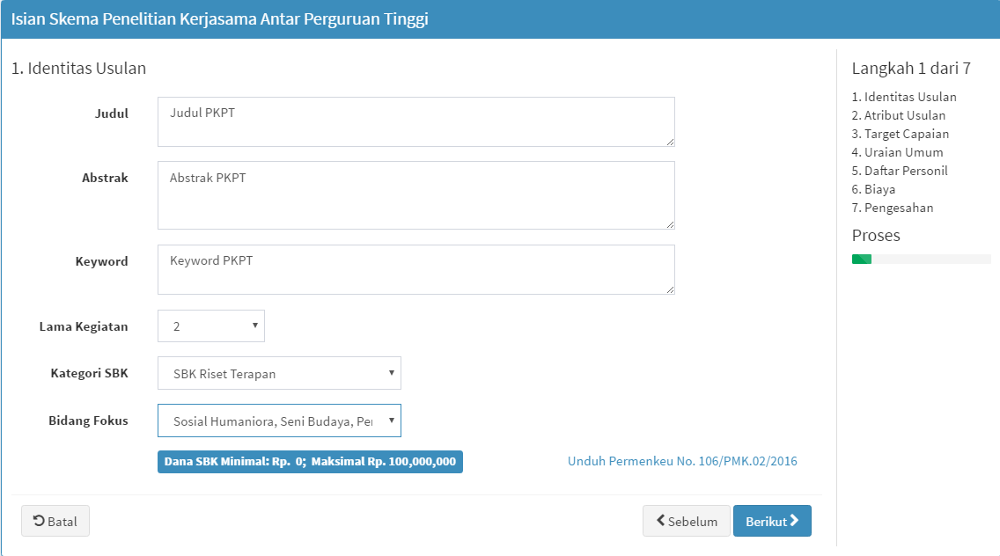 Isian Skema Penelitian Kerjasama Antar Perguruan Tinggi
1. Identitas Usulan
Judul
Judul PKPT
Abstrak
Abstrak PKPT
Keyword
Keyword PKPT
Lama Kegiatan
2
Kategori SBK
SBK Riset Terapan
Bidang Fokus
Sosial Humaniora, Seni Budaya, Per
Dana SBK Minimal: Rp. 0; Maksimal Rp. 100,000,000
Unduh Permenkeu No. 106/PMK.02/2016
Batal
Sebelum
Berikut
Langkah 1 dari 7
1. Identitas Usulan
2. Atribut Usulan
3. Target Capaian
4. Uraian Umum
5. Daftar Personil
6. Biaya
7. Pengesahan
Proses